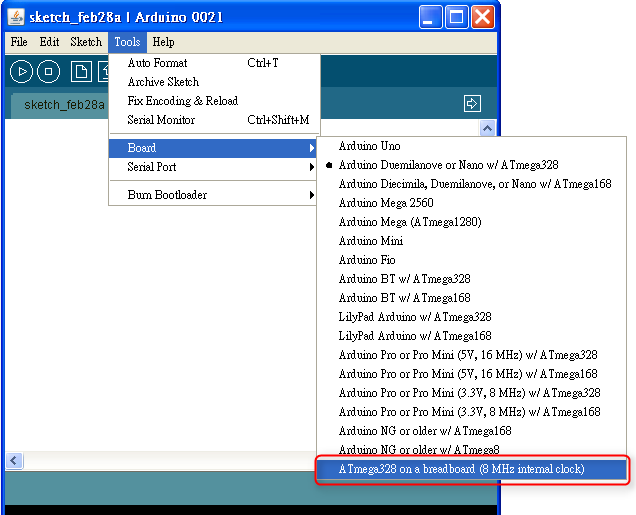 sketch_feb28a | Arduino 0021
File Edit Sketch Tools Help
Auto Format Ctrl+T
Archive Sketch
Fix Encoding & Reload
Serial Monitor Ctrl+Shift+M
Board
Serial Port
Burn Bootloader
sketch_feb28a
Arduino Uno
Arduino Duemilanove or Nano w/ ATmega328
Arduino Diecimila, Duemilanove, or Nano w/ ATmega168
Arduino Mega 2560
Arduino Mega (ATmega1280)
Arduino Mini
Arduino Fio
Arduino BT w/ ATmega328
Arduino BT w/ ATmega168
LilyPad Arduino w/ ATmega328
LilyPad Arduino w/ ATmega168
Arduino Pro or Pro Mini (5V, 16 MHz) w/ ATmega328
Arduino Pro or Pro Mini (5V, 16 MHz) w/ ATmega168
Arduino Pro or Pro Mini (3.3V, 8 MHz) w/ ATmega328
Arduino Pro or Pro Mini (3.3V, 8 MHz) w/ ATmega168
Arduino NG or older w/ ATmega168
Arduino NG or older w/ ATmega8
ATmega328 on a breadboard (8 MHz internal clock)